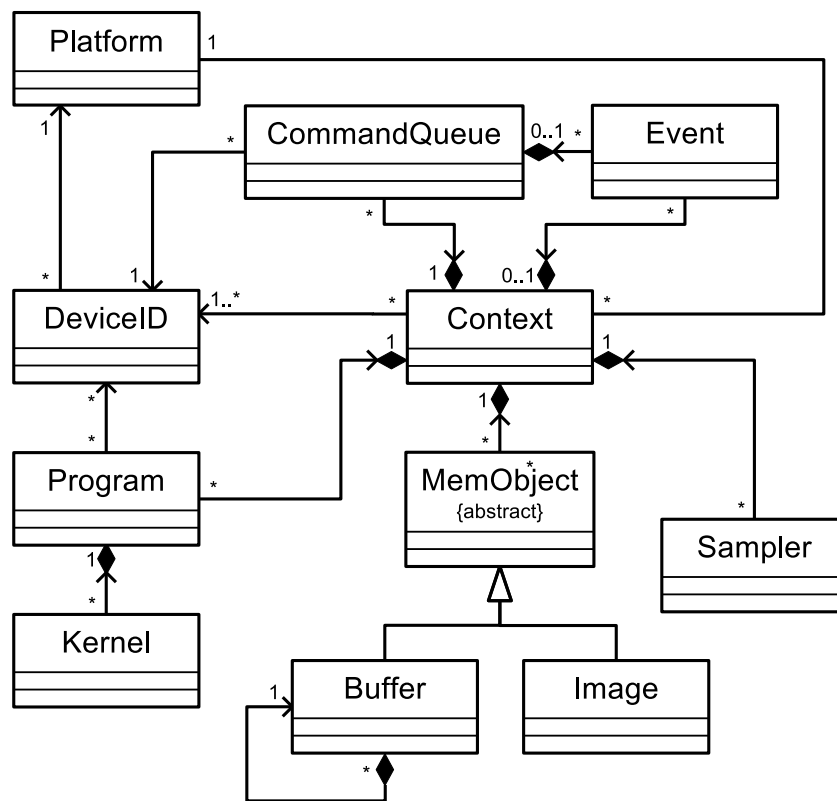 Platform
1
1
CommandQueue
0..1
*
Event
*
*
*
1
1
0..1
*
*
1..*
*
*
DeviceID
Context
1
1
*
1
*
*
Program
*
MemObject
*
{abstract}
*
1
Sampler
*
Kernel
1
Buffer
Image
*